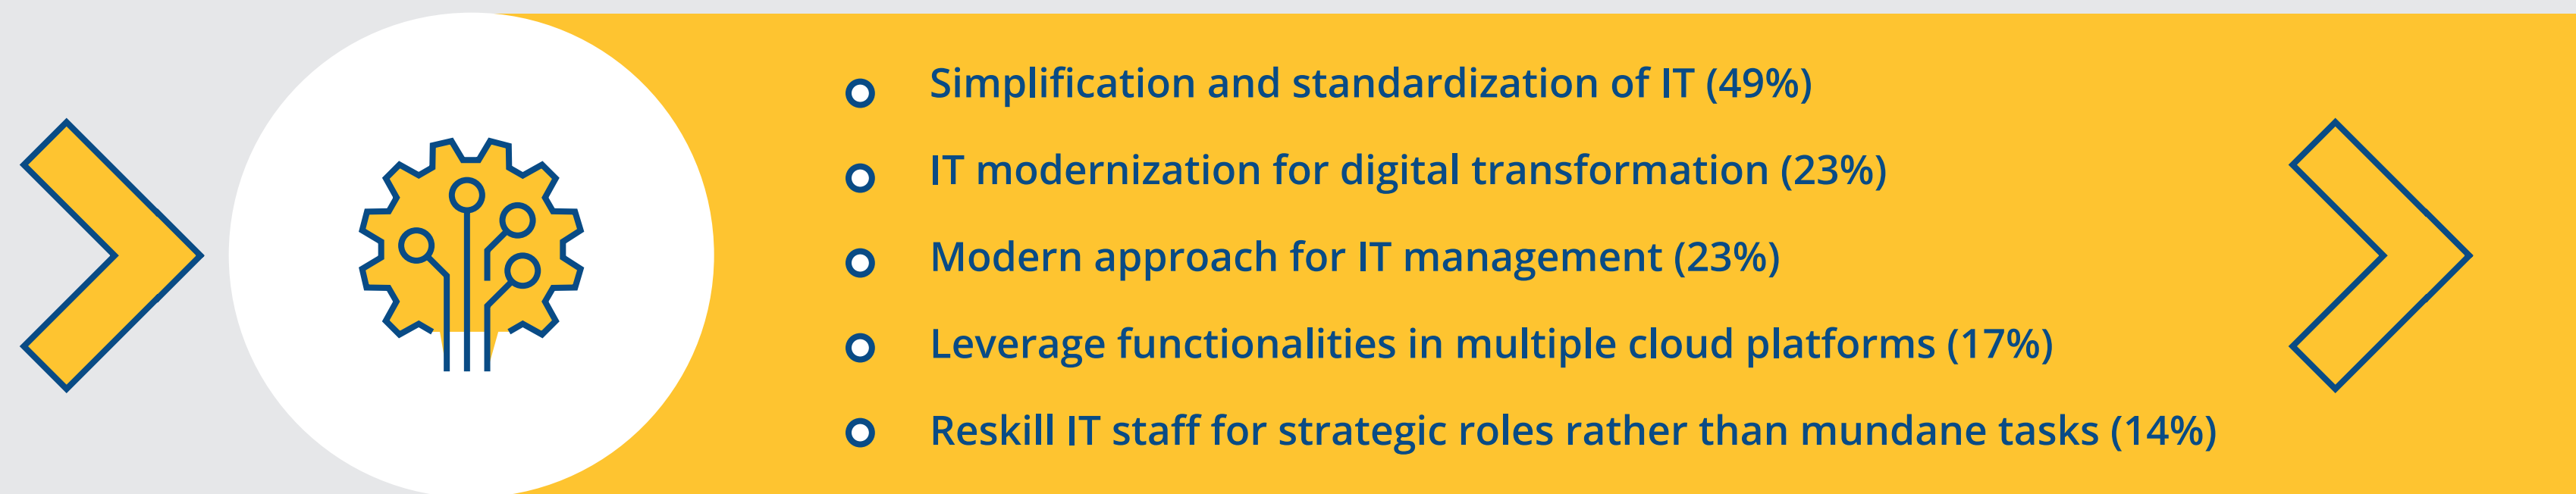 Simplification and standardization of IT (49%)
IT modernization for digital transformation (23%)
Modern approach for IT management (23%)
Leverage functionalities in multiple cloud platforms (17%)
Reskill IT staff for strategic roles rather than mundane tasks (14%)